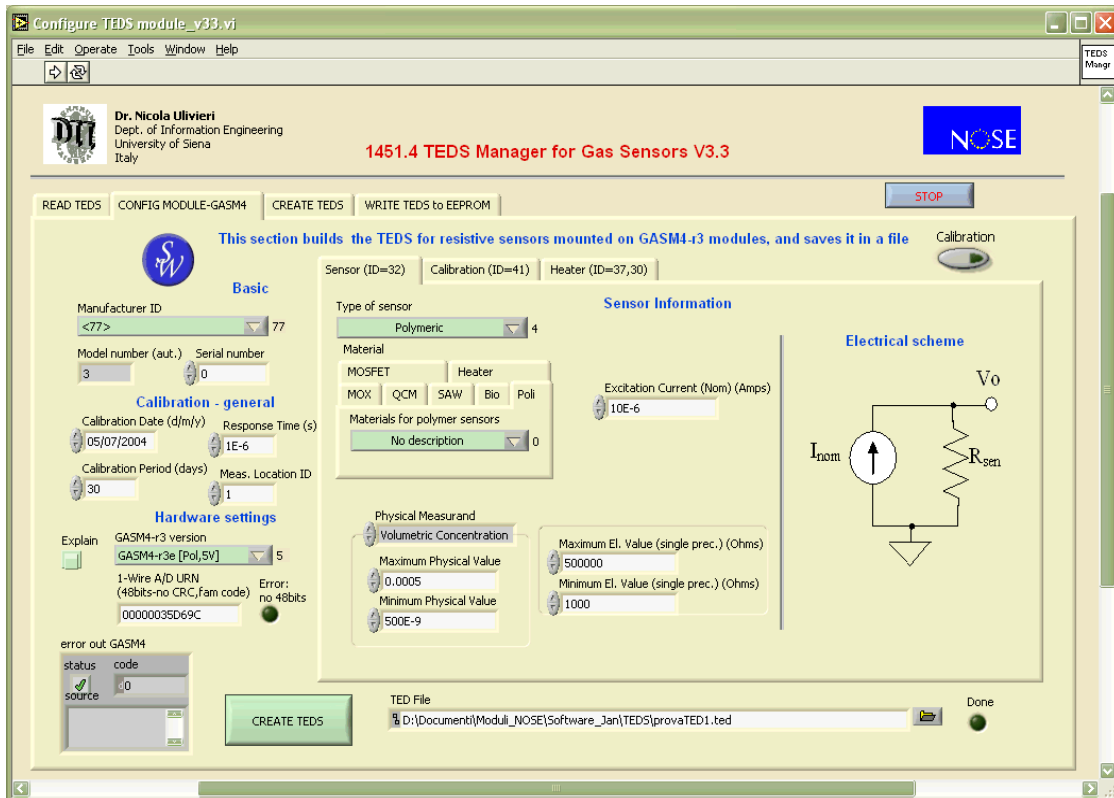 Configure TEDS module_v33.vi
File Edit Operate Tools Window Help
TEDS
Mangr
DII
Dr. Nicola Ulivieri
Dept. of Information Engineering
University of Siena
Italy
1451.4 TEDS Manager for Gas Sensors V3.3
NOSE
STOP
READ TEDS CONFIG MODULE-GASM4 CREATE TEDS WRITE TEDS to EEPROM
This section builds the TEDS for resistive sensors mounted on GASM4-r3 modules, and saves it in a file
Calibration
SW
Basic
Manufacturer ID
<77> 77
Model number (aut.) Serial number
3 0
Calibration - general
Calibration Date (d/m/y) Response Time (s)
05/07/2004 1E-6
Calibration Period (days) Meas. Location ID
30 1
Hardware settings
Explain GASM4-r3 version
GASM4-r3e [Pol,5V] 5
1-Wire A/D URN
(48bits-no CRC,fam code)
Error:
no 48bits
00000035D69C
error out GASM4
status code
d0
source
Sensor (ID=32) Calibration (ID=41) Heater (ID=37,30)
Type of sensor
Polymeric 4
Material
MOSFET Heater
MOX QCM SAW Bio Poli
Materials for polymer sensors
No description 0
Sensor Information
Excitation Current (Nom) (Amps)
10E-6
Physical Measurand
Volumetric Concentration
Maximum Physical Value
0.0005
Minimum Physical Value
500E-9
Maximum El. Value (single prec.) (Ohms)
500000
Minimum El. Value (single prec.) (Ohms)
1000
Electrical scheme
Vo
Inom
Rsen
CREATE TEDS
TED File
D:\Documenti\Moduli_NOSE\Software_Jan\TEDS\provaTED1.ted
Done